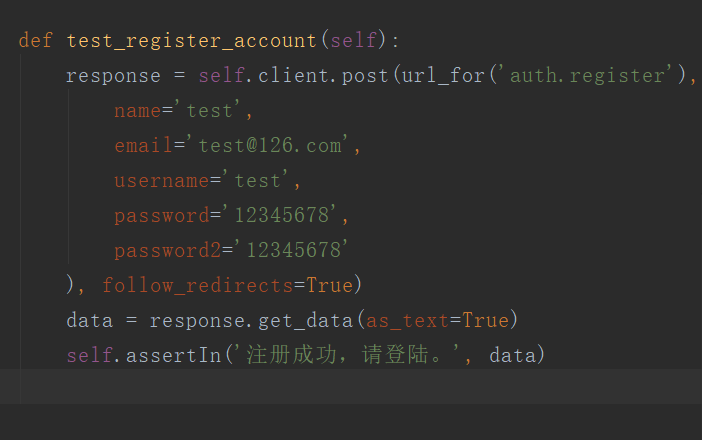 def test_register_account(self):
response = self.client.post(url_for('auth.register'),
name='test',
email='test@126.com',
username='test',
password='12345678',
password2='12345678'
), follow_redirects=True)
data = response.get_data(as_text=True)
self.assertIn('注册成功，请登陆。', data)